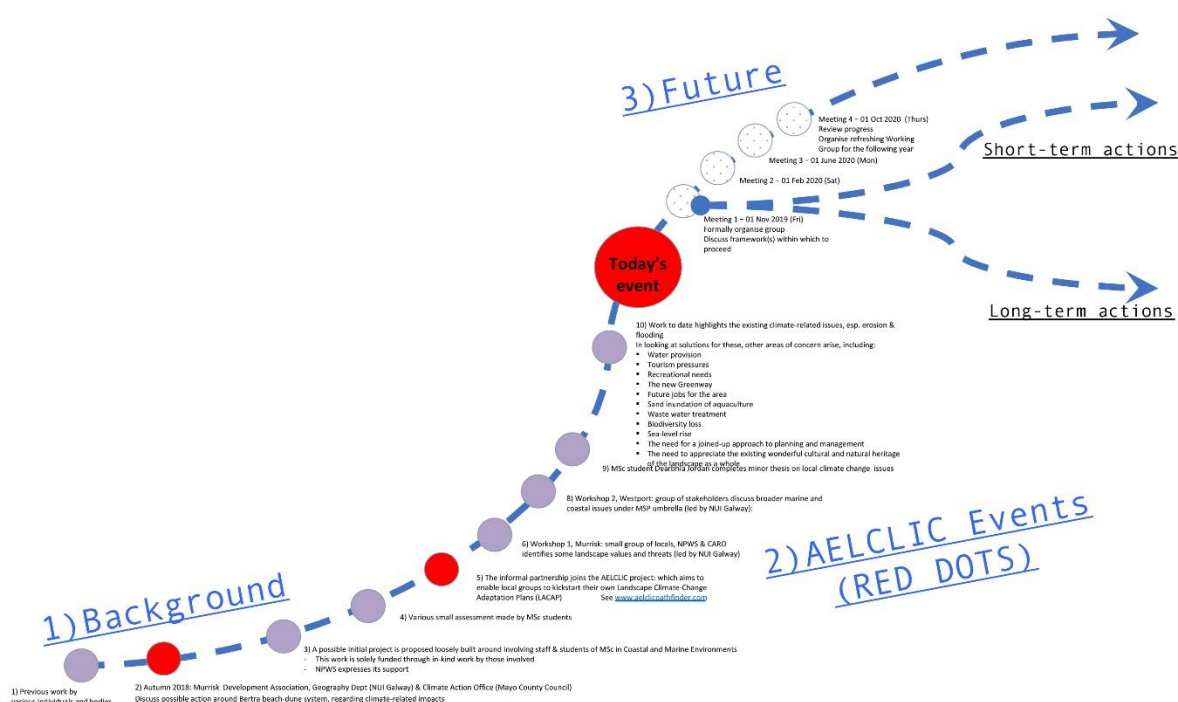 3)Future
Meeting 4 – 01 Oct 2020 (Thurs)
Review progress
Organise refreshing Working
Group for the following year
Meeting 3 – 01 June 2020 (Mon)
Meeting 2 – 01 Feb 2020 (Sat)
Meeting 1 – 01 Nov 2019 (Fri)
Formally organise group
Discuss framework(s) within which to
proceed
Short-term actions
Long-term actions
Today's
event
10) Work to date highlights the existing climate-related issues, esp. erosion &
flooding
In looking at solutions for these, other areas of concern arise, including:
▪ Water provision
▪ Tourism pressures
▪ Recreational needs
▪ The new Greenway
▪ Future jobs for the area
▪ Sand inundation of aquaculture
▪ Waste water treatment
▪ Biodiversity loss
▪ Sea-level rise
▪ The need for a joined-up approach to planning and management
▪ The need to appreciate the existing wonderful cultural and natural heritage
of the landscape as a whole
9) MSc student Dearbhla Jordan completes minor thesis on local climate change issues
8) Workshop 2, Westport: group of stakeholders discuss broader marine and
coastal issues under MSP umbrella (led by NUI Galway):
6) Workshop 1, Murrisk: small group of locals, NPWS & CARO
identifies some landscape values and threats (led by NUI Galway)
2)AELCLIC Events
(RED DOTS)
5) The informal partnership joins the AELCLIC project: which aims to
enable local groups to kickstart their own Landscape Climate-Change
Adaptation Plans (LACAP) See www.aelclicpathfinder.com
4) Various small assessment made by MSc students
1)Background
3) A possible initial project is proposed loosely built around involving staff & students of MSc in Coastal and Marine Environments
- This work is solely funded through in-kind work by those involved
- NPWS expresses its support
2) Autumn 2018: Murrisk Development Association, Geography Dept (NUI Galway) & Climate Action Office (Mayo County Council)
Discuss possible action around Bertra beach-dune system, regarding climate-related impacts
1) Previous work by
various individuals and bodies